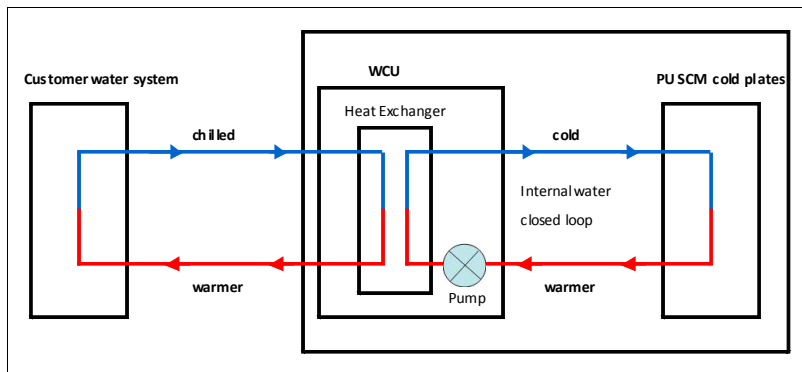 Customer water system
WCU
PU SCM cold plates
Heat Exchanger
chilled
cold
Internal water
closed loop
warmer
Pump
warmer